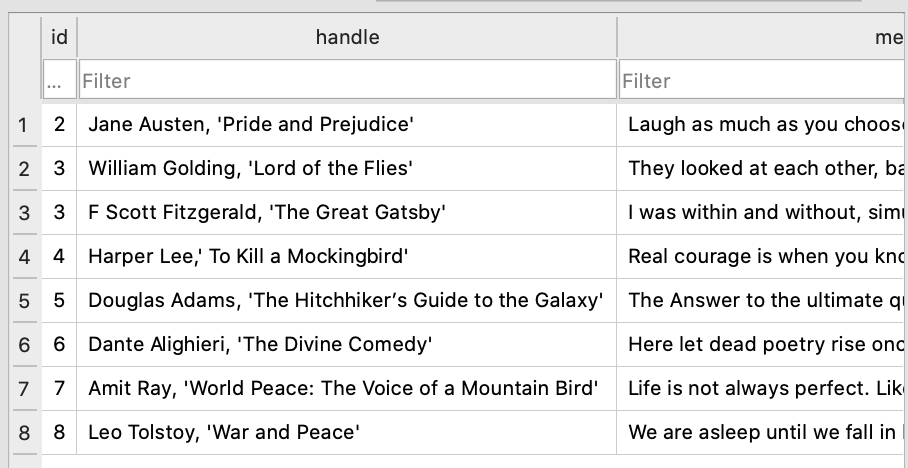 id handle me
... Filter Filter
1 2 Jane Austen, 'Pride and Prejudice' Laugh as much as you choos
2 3 William Golding, 'Lord of the Flies' They looked at each other, ba
3 3 F Scott Fitzgerald, 'The Great Gatsby' I was within and without, sim
4 4 Harper Lee,' To Kill a Mockingbird' Real courage is when you kno
5 5 Douglas Adams, 'The Hitchhiker’s Guide to the Galaxy' The Answer to the ultimate q
6 6 Dante Alighieri, 'The Divine Comedy' Here let dead poetry rise onc
7 7 Amit Ray, 'World Peace: The Voice of a Mountain Bird' Life is not always perfect. Lik
8 8 Leo Tolstoy, 'War and Peace' We are asleep until we fall in